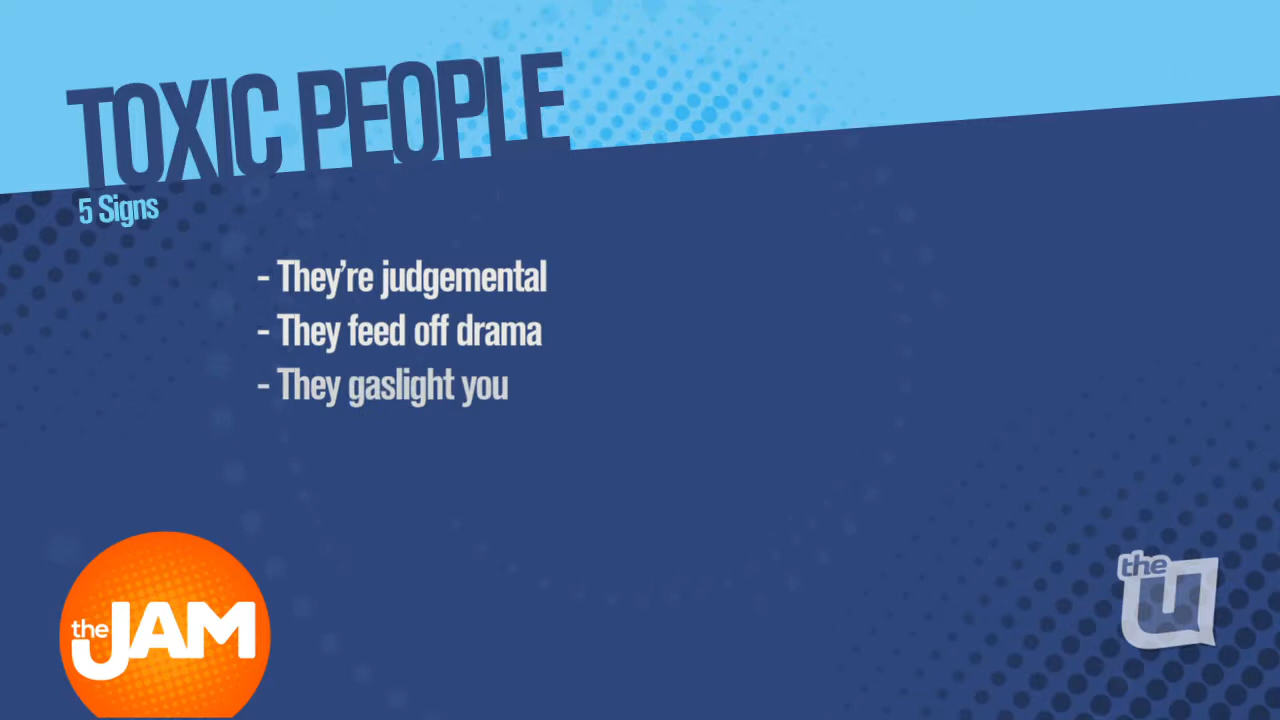 TOXIC PEOPLE
5 Signs
- They're judgemental
- They feed off drama
- They gaslight you
the JAM
the U